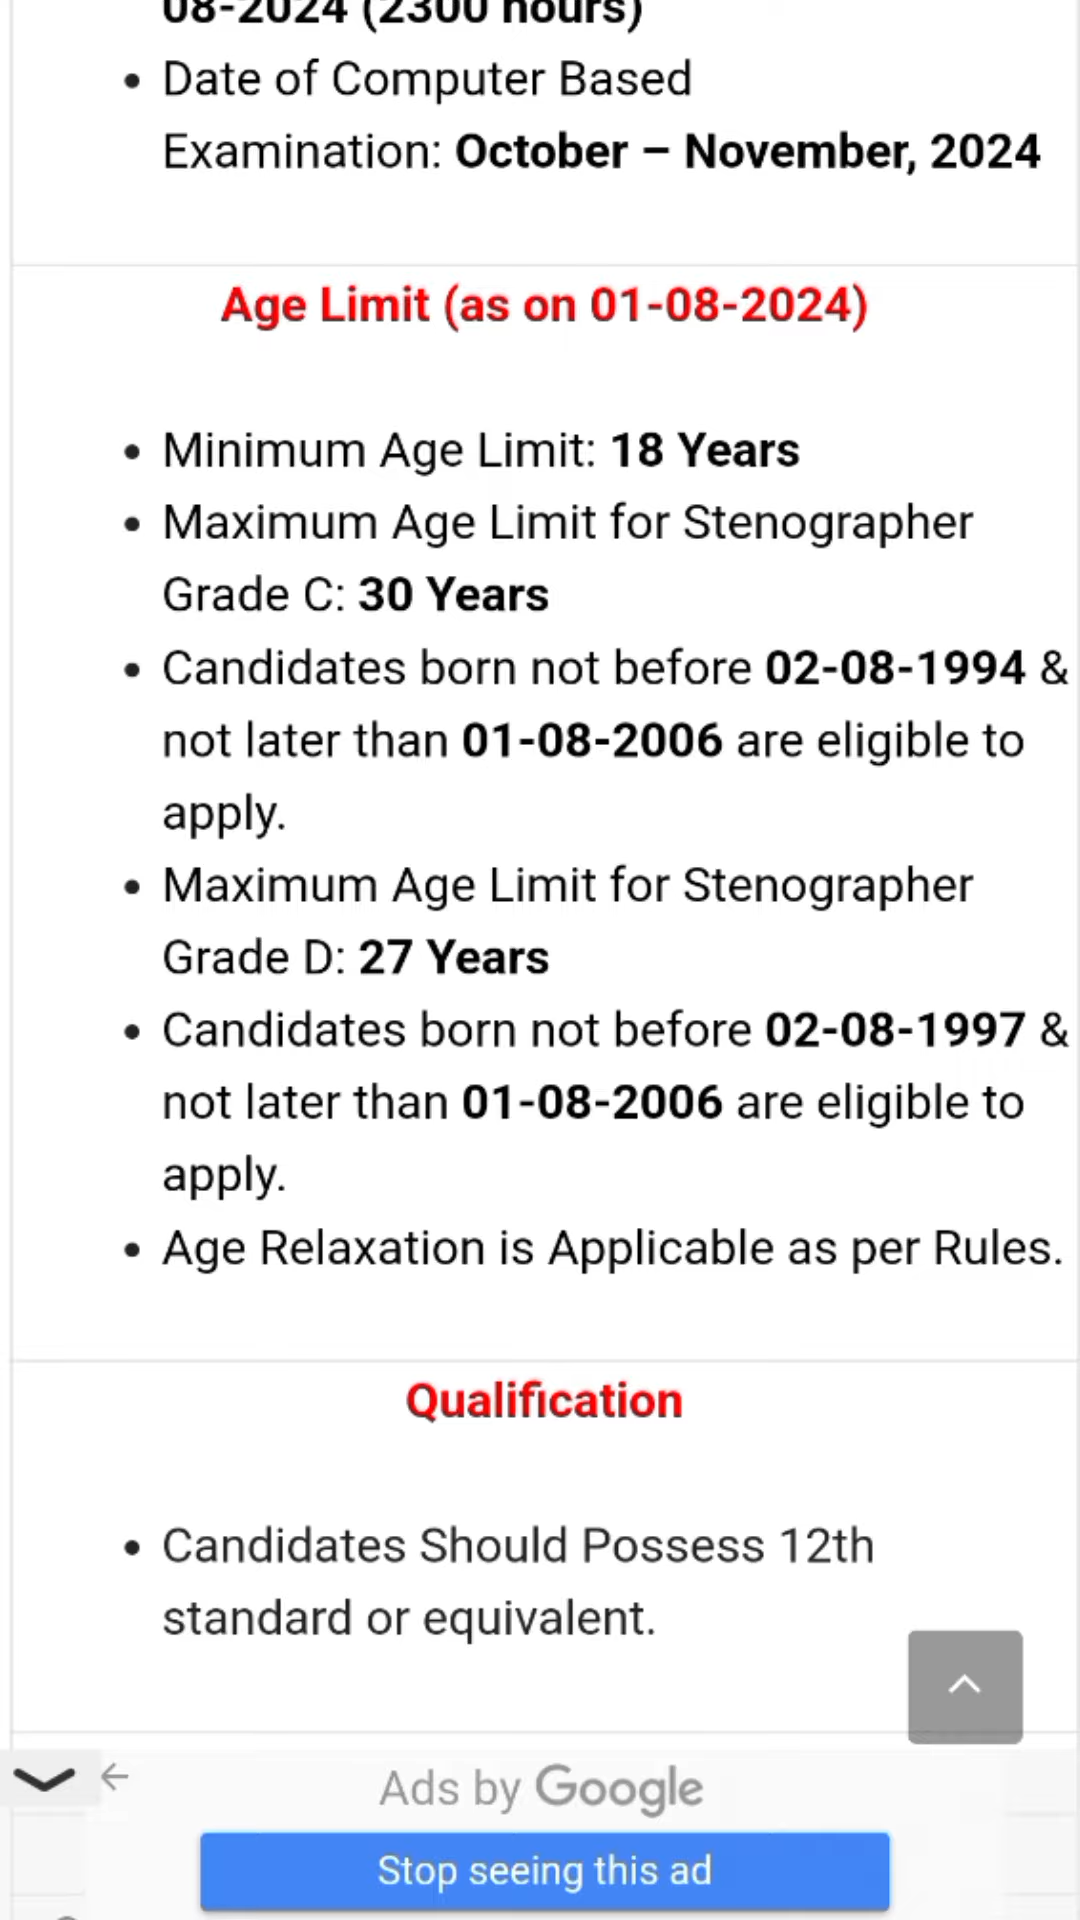 08-2024 (2300 hours)
• Date of Computer Based
Examination: October – November, 2024
Age Limit (as on 01-08-2024)
• Minimum Age Limit: 18 Years
• Maximum Age Limit for Stenographer
Grade C: 30 Years
• Candidates born not before 02-08-1994 &
not later than 01-08-2006 are eligible to
apply.
• Maximum Age Limit for Stenographer
Grade D: 27 Years
• Candidates born not before 02-08-1997 &
not later than 01-08-2006 are eligible to
apply.
• Age Relaxation is Applicable as per Rules.
Qualification
• Candidates Should Possess 12th
standard or equivalent.
Ads by Google
Stop seeing this ad